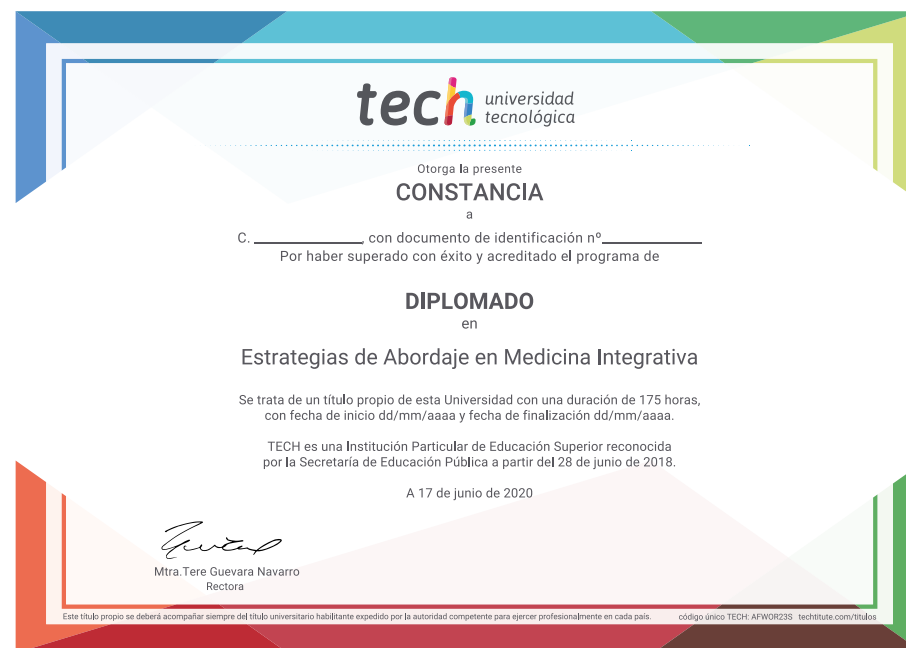 tech universidad
tecnológica
Otorga la presente
CONSTANCIA
a
C. ____________, con documento de identificación nº____________
Por haber superado con éxito y acreditado el programa de
DIPLOMADO
en
Estrategias de Abordaje en Medicina Integrativa
Se trata de un título propio de esta Universidad con una duración de 175 horas,
con fecha de inicio dd/mm/aaaa y fecha de finalización dd/mm/aaaa.
TECH es una Institución Particular de Educación Superior reconocida
por la Secretaría de Educación Pública a partir del 28 de junio de 2018.
A 17 de junio de 2020
Mtra.Tere Guevara Navarro
Rectora
Este título propio se deberá acompañar siempre del título universitario habilitante expedido por la autoridad competente para ejercer profesionalmente en cada país. código único TECH: AFWOR23S techtitute.com/titulos